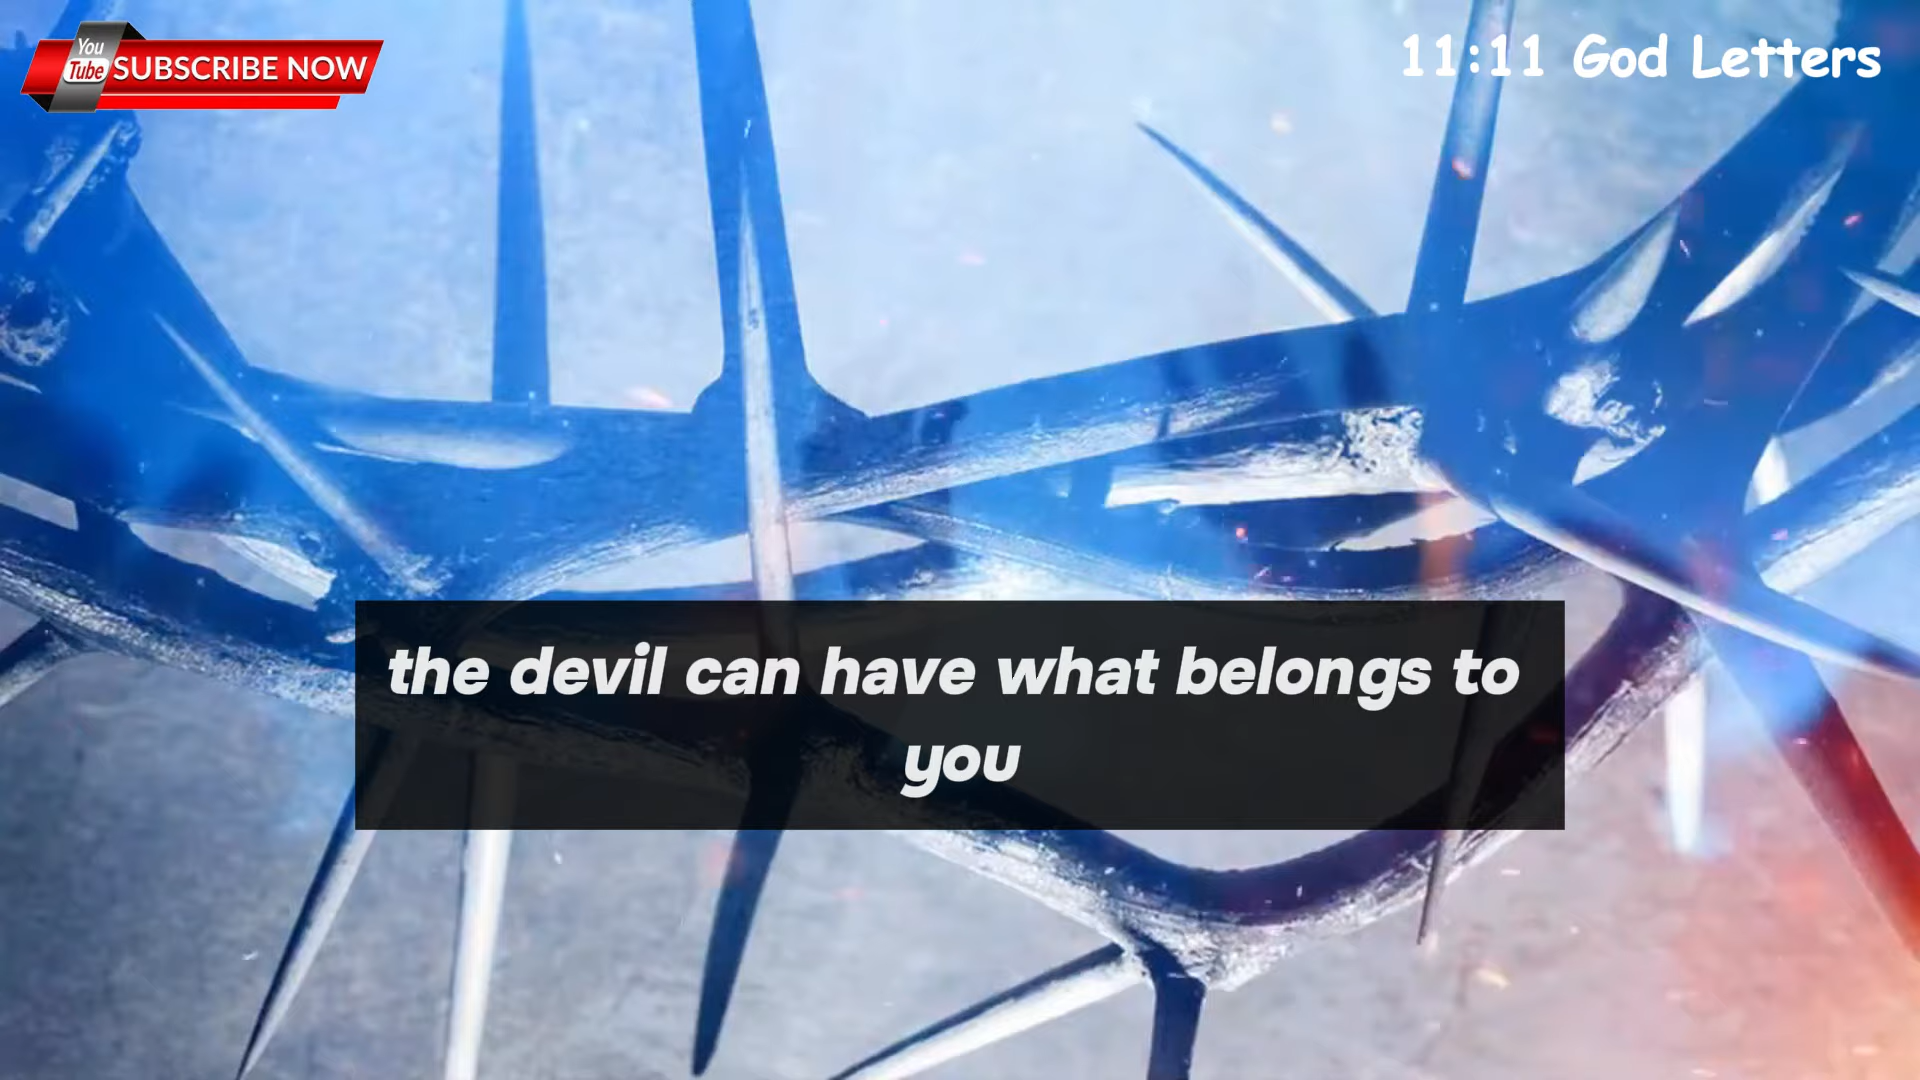 You
Tube
SUBSCRIBE NOW
11:11 God Letters
the devil can have what belongs to
you